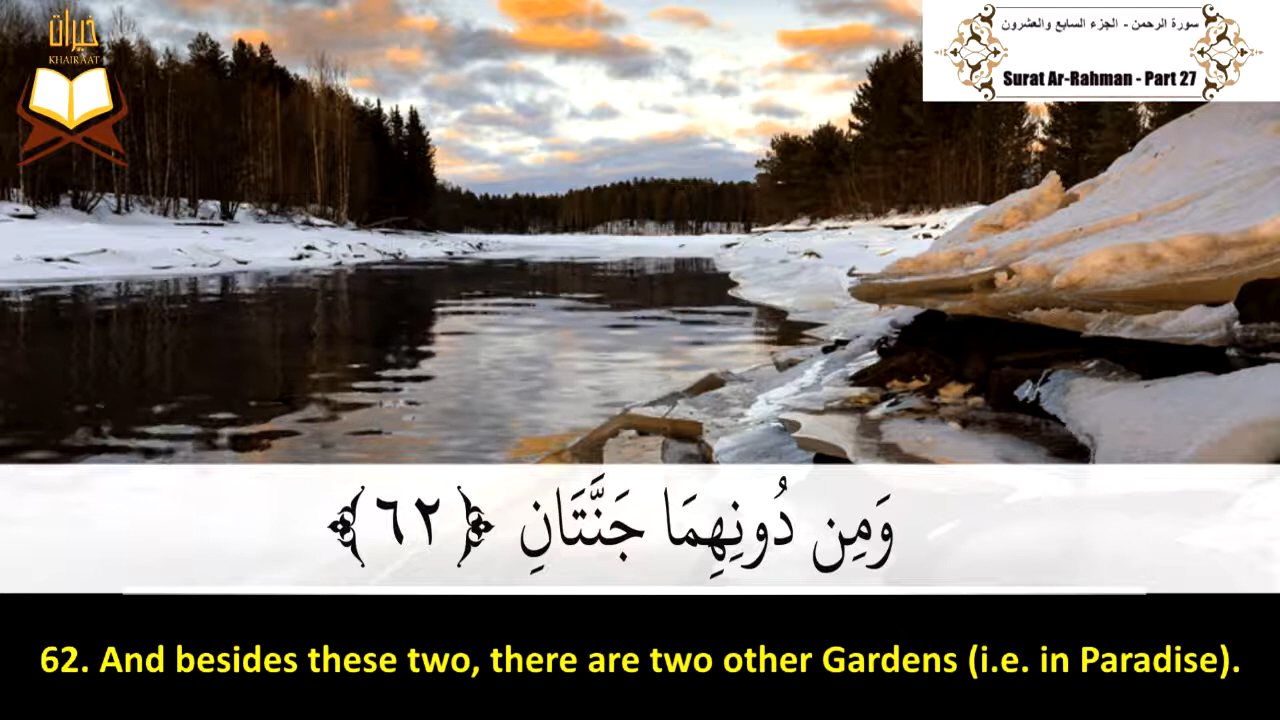 خيرات
KHAIRAAT
سورة الرحمن - الجزء السابع والعشرون
Surat Ar-Rahman - Part 27
وَمِن دُونِهِمَا جَنَّتَانِ ﴿٦٢﴾
62. And besides these two, there are two other Gardens (i.e. in Paradise).